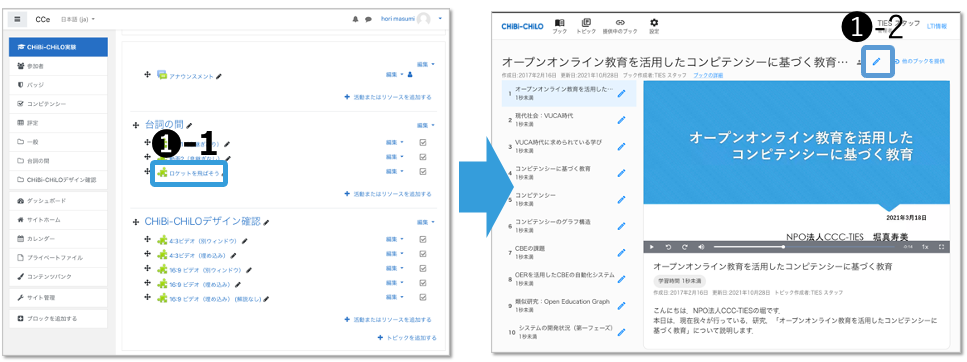 CCe 日本語 (ja)
hori masumi
CHiBi-CHiLO実験
参加者
バッジ
コンピテンシー
評定
一般
台詞の間
CHiBi-CHiLOデザイン確認
ダッシュボード
サイトホーム
カレンダー
プライベートファイル
コンテンツバンク
サイト管理
ブロックを追加する
編集
アナウンスメント
編集
+ 活動またはリソースを追加する
台詞の間
編集
❶-1
編集
編集
ロケットを飛ばそう
編集
+ 活動またはリソースを追加する
CHiBi-CHiLOデザイン確認
編集
4:3ビデオ（別ウィンドウ）
編集
4:3ビデオ（埋め込み）
編集
16:9 ビデオ（別ウィンドウ）
編集
16:9 ビデオ（埋め込み）
編集
16:9 ビデオ（埋め込み）(解説なし)
編集
+ 活動またはリソースを追加する
+ トピックを追加する
CHiBi-CHiLO
ブック
トピック
提供中のブック
設定
❶-2
TIES スタッフ
LTI情報
オープンオンライン教育を活用したコンピテンシーに基づく教育…
他のブックを提供
作成日:2017年2月16日 更新日:2021年10月28日 ブック作成者:TIES スタッフ ブックの詳細
1 オープンオンライン教育を活用した…
1秒未満
2 現代社会：VUCA時代
1秒未満
3 VUCA時代に求められている学び
1秒未満
4 コンピテンシーに基づく教育
1秒未満
5 コンピテンシー
1秒未満
6 コンピテンシーのグラフ構造
1秒未満
7 CBEの課題
1秒未満
8 OERを活用したCBEの自動化システム
1秒未満
9 類似研究：Open Education Graph
1秒未満
10 システムの開発状況（第一フェーズ）
1秒未満
オープンオンライン教育を活用した
コンピテンシーに基づく教育
2021年3月18日
NPO法人CCC-TIES 堀真寿美
1x
オープンオンライン教育を活用したコンピテンシーに基づく教育
学習時間 1秒未満
作成日:2017年2月16日 更新日:2021年10月28日 トピック作成者:TIES スタッフ
こんにちは、NPO法人CCC-TIESの堀です。
本日は、現在我々が行っている、研究、「オープンオンライン教育を活用したコンピテンシーに
基づく教育」について説明します。